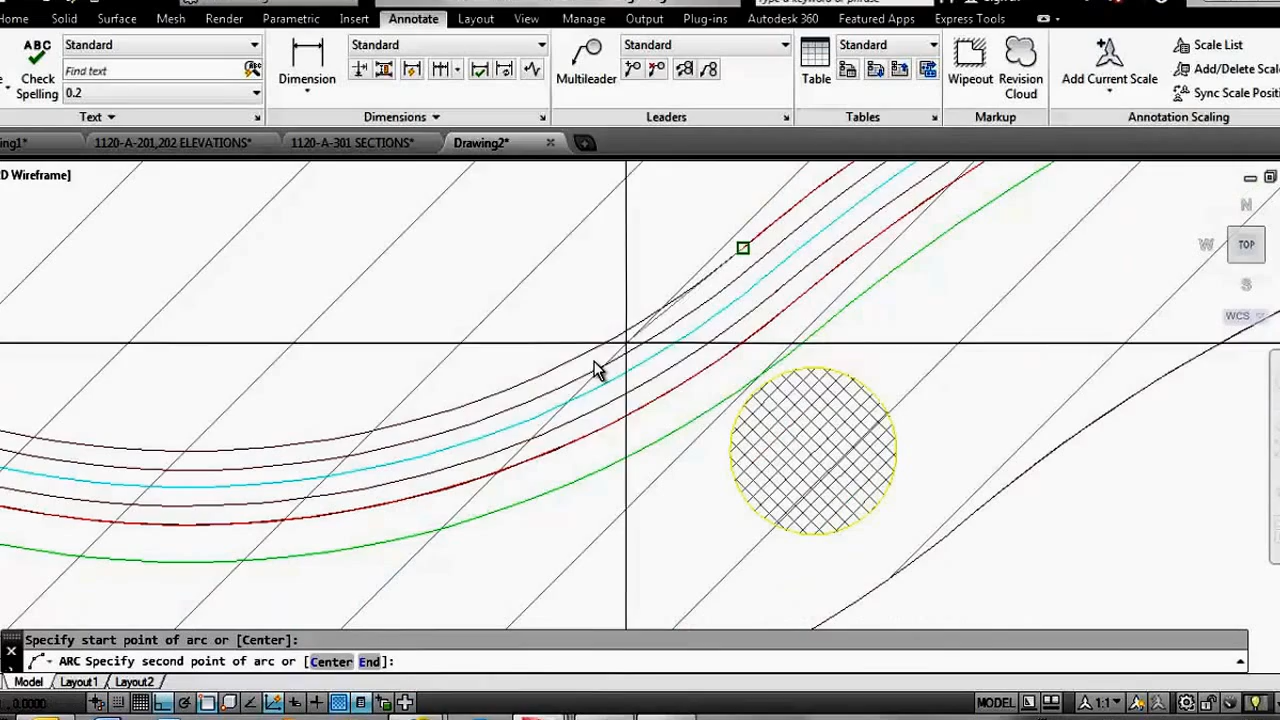 Home Solid Surface Mesh Render Parametric Insert Annotate Layout View Manage Output Plug-ins Autodesk 360 Featured Apps Express Tools
ABC
Check
Spelling
Standard
Find text
0.2
Text
Dimension
Standard
Dimensions
Multileader
Standard
Leaders
Table
Standard
Tables
Wipeout
Revision
Cloud
Markup
Add Current Scale
Scale List
Add/Delete Scale
Sync Scale Positi
Annotation Scaling
ing1*
1120-A-201,202 ELEVATIONS*
1120-A-301 SECTIONS*
Drawing2*
D Wireframe]
N
W
TOP
S
WCS
Specify start point of arc or [Center]:
ARC Specify second point of arc or [Center End]:
Model Layout1 Layout2
0.0000
MODEL
1:1